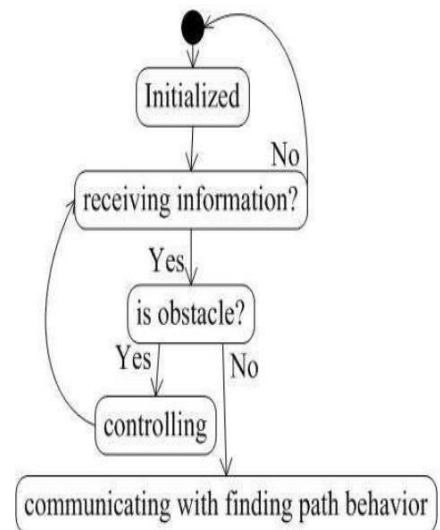 Initialized
No
receiving information?
Yes
is obstacle?
Yes
No
controlling
communicating with finding path behavior